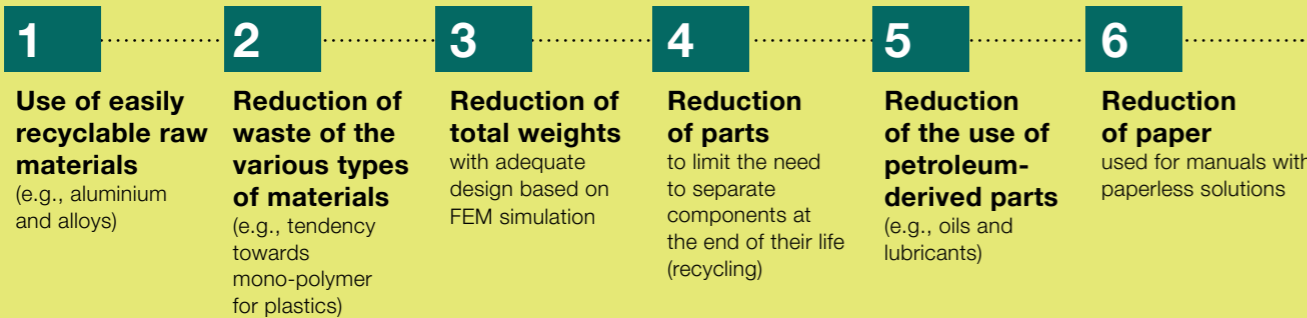 1
Use of easily
recyclable raw
materials
(e.g., aluminium
and alloys)
2
Reduction of
waste of the
various types
of materials
(e.g., tendency
towards
mono-polymer
for plastics)
3
Reduction of
total weights
with adequate
design based on
FEM simulation
4
Reduction
of parts
to limit the need
to separate
components at
the end of their life
(recycling)
5
Reduction
of the use of
petroleum-
derived parts
(e.g., oils and
lubricants)
6
Reduction
of paper
used for manuals with
paperless solutions